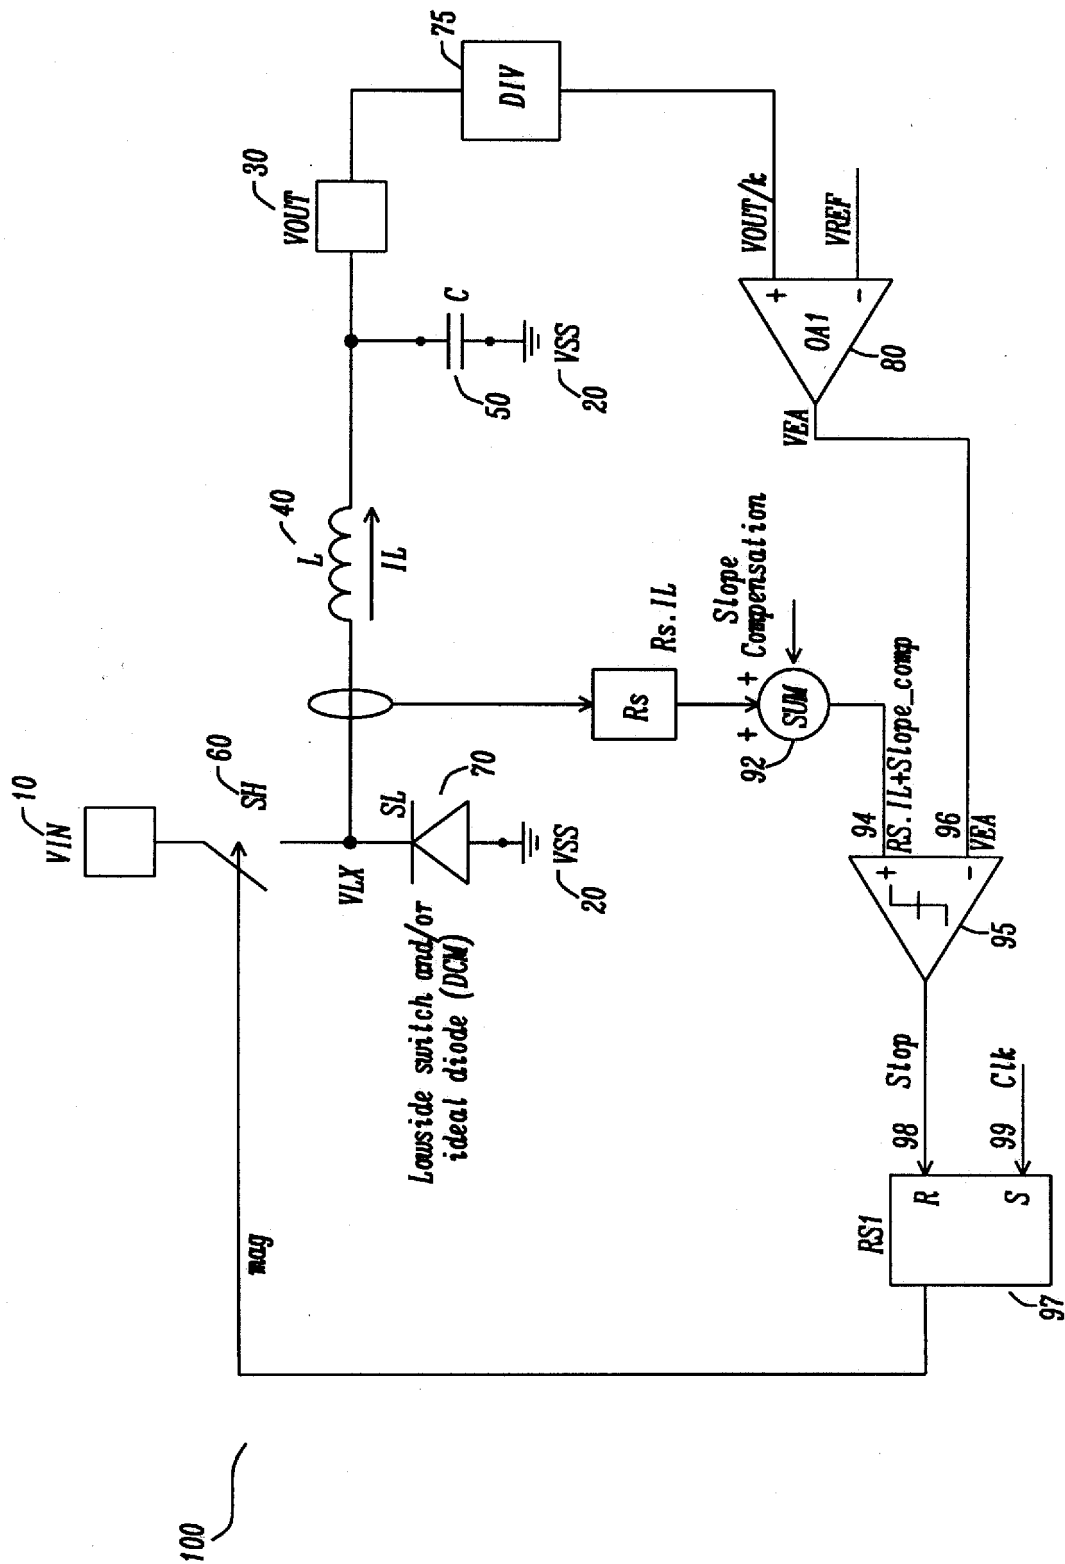 100
10
VIN
60
SH
mag
VLX
SL
70
VSS
20
Lowside switch and/or
ideal diode (DCM)
40
L
IL
50
C
VSS
20
30
VOUT
75
DIV
VOUT/k
VREF
+
-
OA1
80
VEA
Rs
Rs.IL
Slope
Compensation
+
+
SUM
92
94
RS.IL+Slope_comp
96
VEA
+
-
95
Stop
98
Clk
99
R
S
RS1
97